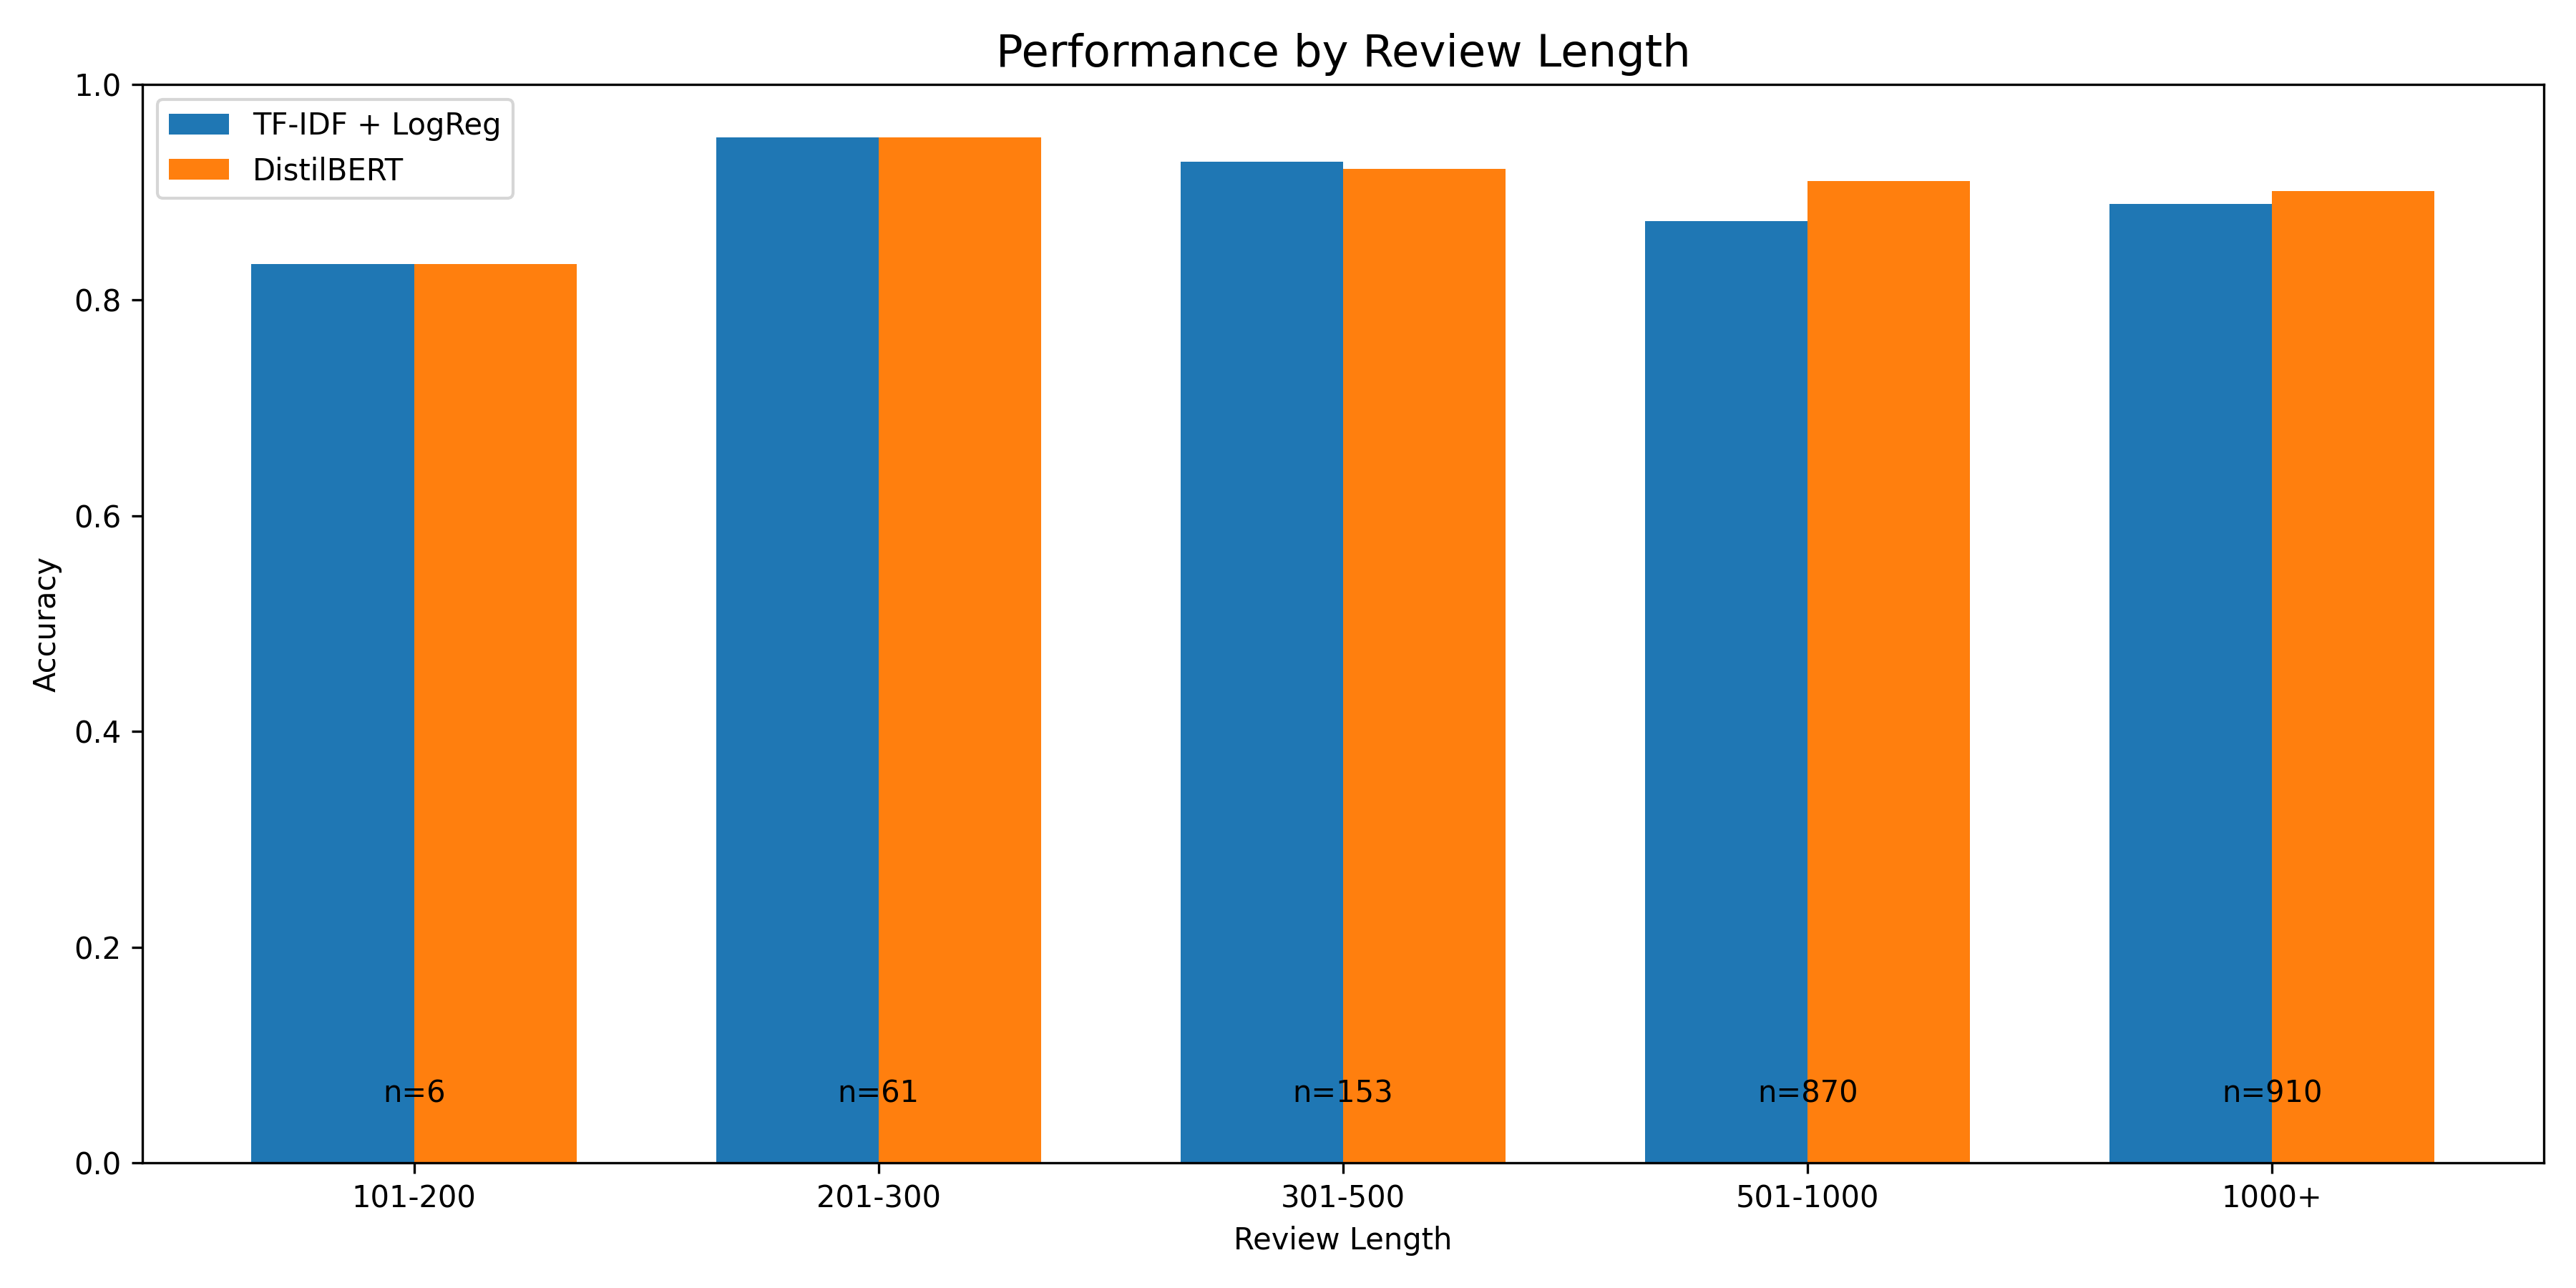 Performance by Review Length
1.0
0.8
0.6
0.4
0.2
0.0
Accuracy
TF-IDF + LogReg
DistilBERT
n=6
n=61
n=153
n=870
n=910
101-200
201-300
301-500
501-1000
1000+
Review Length